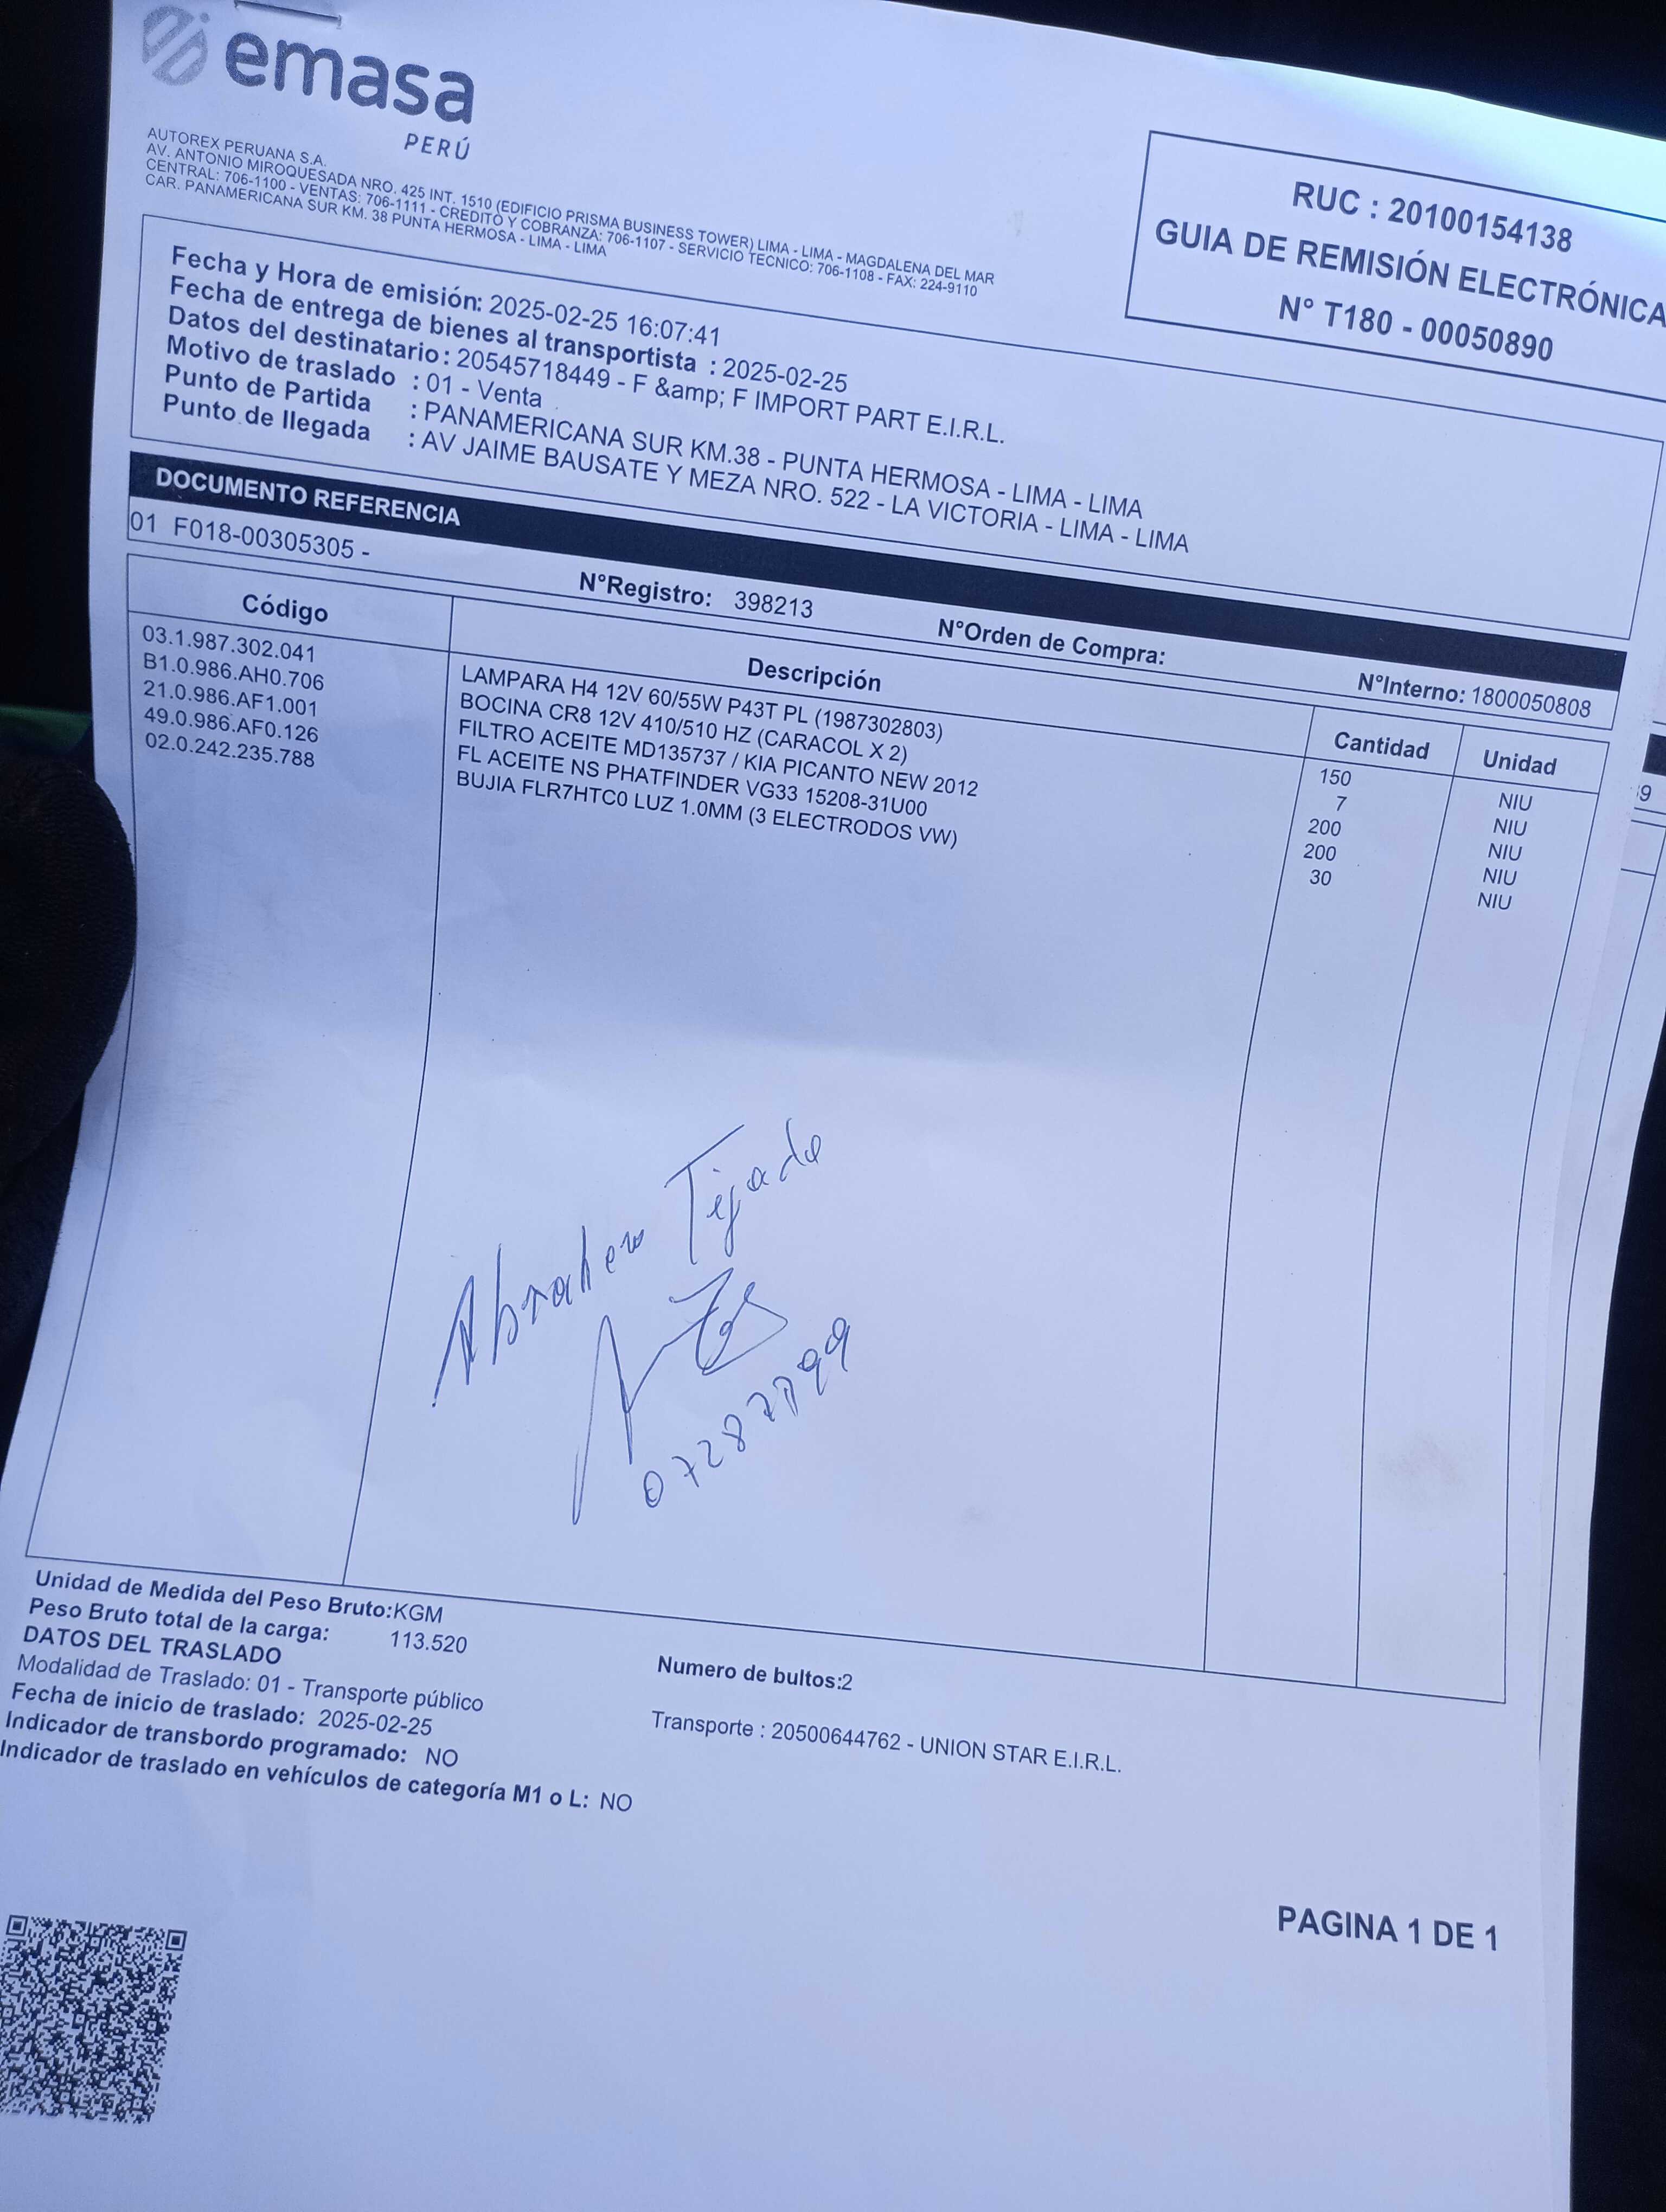 emasa
PERÚ
AUTOREX PERUANA S.A.
AV. ANTONIO MIROQUESADA NRO. 425 INT. 1510 (EDIFICIO PRISMA BUSINESS TOWER) LIMA - LIMA - MAGDALENA DEL MAR
CENTRAL: 706-1100 - VENTAS: 706-1111 - CREDITO Y COBRANZA: 706-1107 - SERVICIO TECNICO: 706-1108 - FAX: 224-9110
CAR. PANAMERICANA SUR KM. 38 PUNTA HERMOSA - LIMA - LIMA
RUC : 20100154138
GUIA DE REMISIÓN ELECTRÓNICA
N° T180 - 00050890
Fecha y Hora de emisión: 2025-02-25 16:07:41
Fecha de entrega de bienes al transportista : 2025-02-25
Datos del destinatario : 20545718449 - F &amp; F IMPORT PART E.I.R.L.
Motivo de traslado : 01 - Venta
Punto de Partida : PANAMERICANA SUR KM.38 - PUNTA HERMOSA - LIMA - LIMA
Punto de llegada : AV JAIME BAUSATE Y MEZA NRO. 522 - LA VICTORIA - LIMA - LIMA
DOCUMENTO REFERENCIA
01 F018-00305305 - N°Registro: 398213 N°Orden de Compra: N°Interno: 1800050808
Código Descripción Cantidad Unidad
03.1.987.302.041 LAMPARA H4 12V 60/55W P43T PL (1987302803) 150 NIU
B1.0.986.AH0.706 BOCINA CR8 12V 410/510 HZ (CARACOL X 2) 7 NIU
21.0.986.AF1.001 FILTRO ACEITE MD135737 / KIA PICANTO NEW 2012 200 NIU
49.0.986.AF0.126 FL ACEITE NS PHATFINDER VG33 15208-31U00 200 NIU
02.0.242.235.788 BUJIA FLR7HTC0 LUZ 1.0MM (3 ELECTRODOS VW) 30 NIU
Abraham Tijada
Unidad de Medida del Peso Bruto:KGM
Peso Bruto total de la carga: 113.520 Numero de bultos:2
DATOS DEL TRASLADO
Modalidad de Traslado: 01 - Transporte público Transporte : 20500644762 - UNION STAR E.I.R.L.
Fecha de inicio de traslado: 2025-02-25
Indicador de transbordo programado: NO
Indicador de traslado en vehículos de categoría M1 o L: NO
PAGINA 1 DE 1